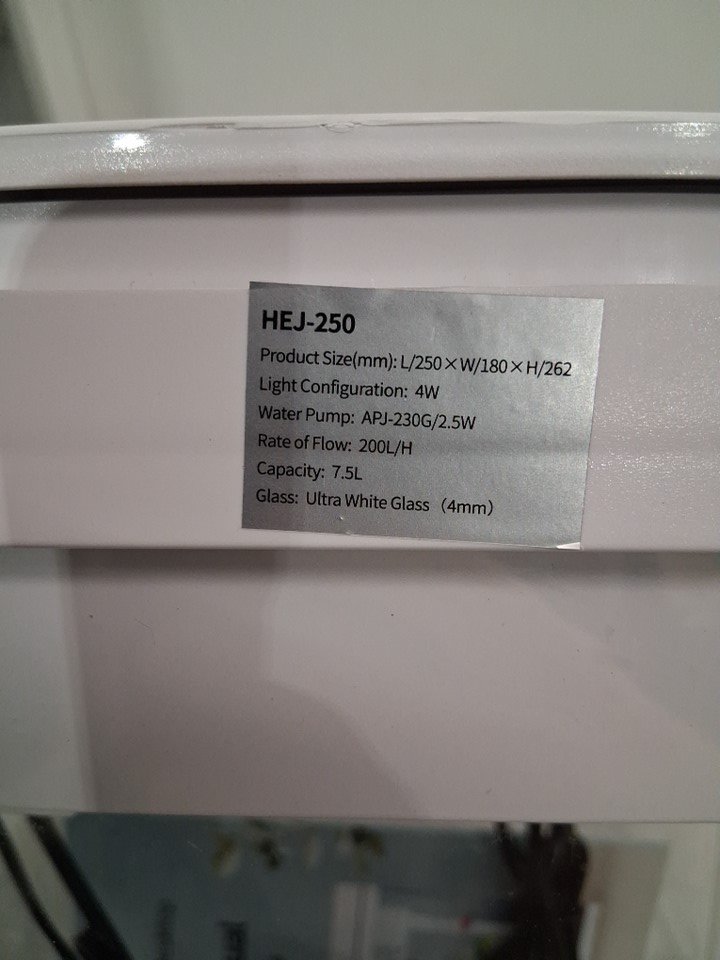 HEJ-250
Product Size(mm): L/250×W/180×H/262
Light Configuration: 4W
Water Pump: APJ-230G/2.5W
Rate of Flow: 200L/H
Capacity: 7.5L
Glass: Ultra White Glass（4mm）